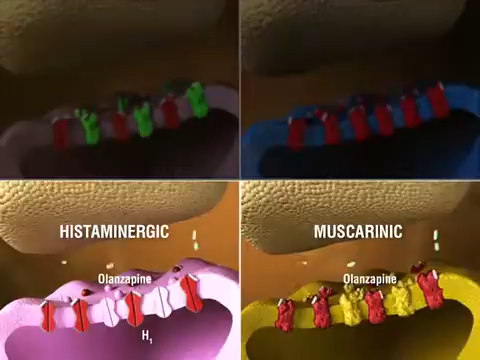 HISTAMINERGIC
Olanzapine
H₁
MUSCARINIC
Olanzapine